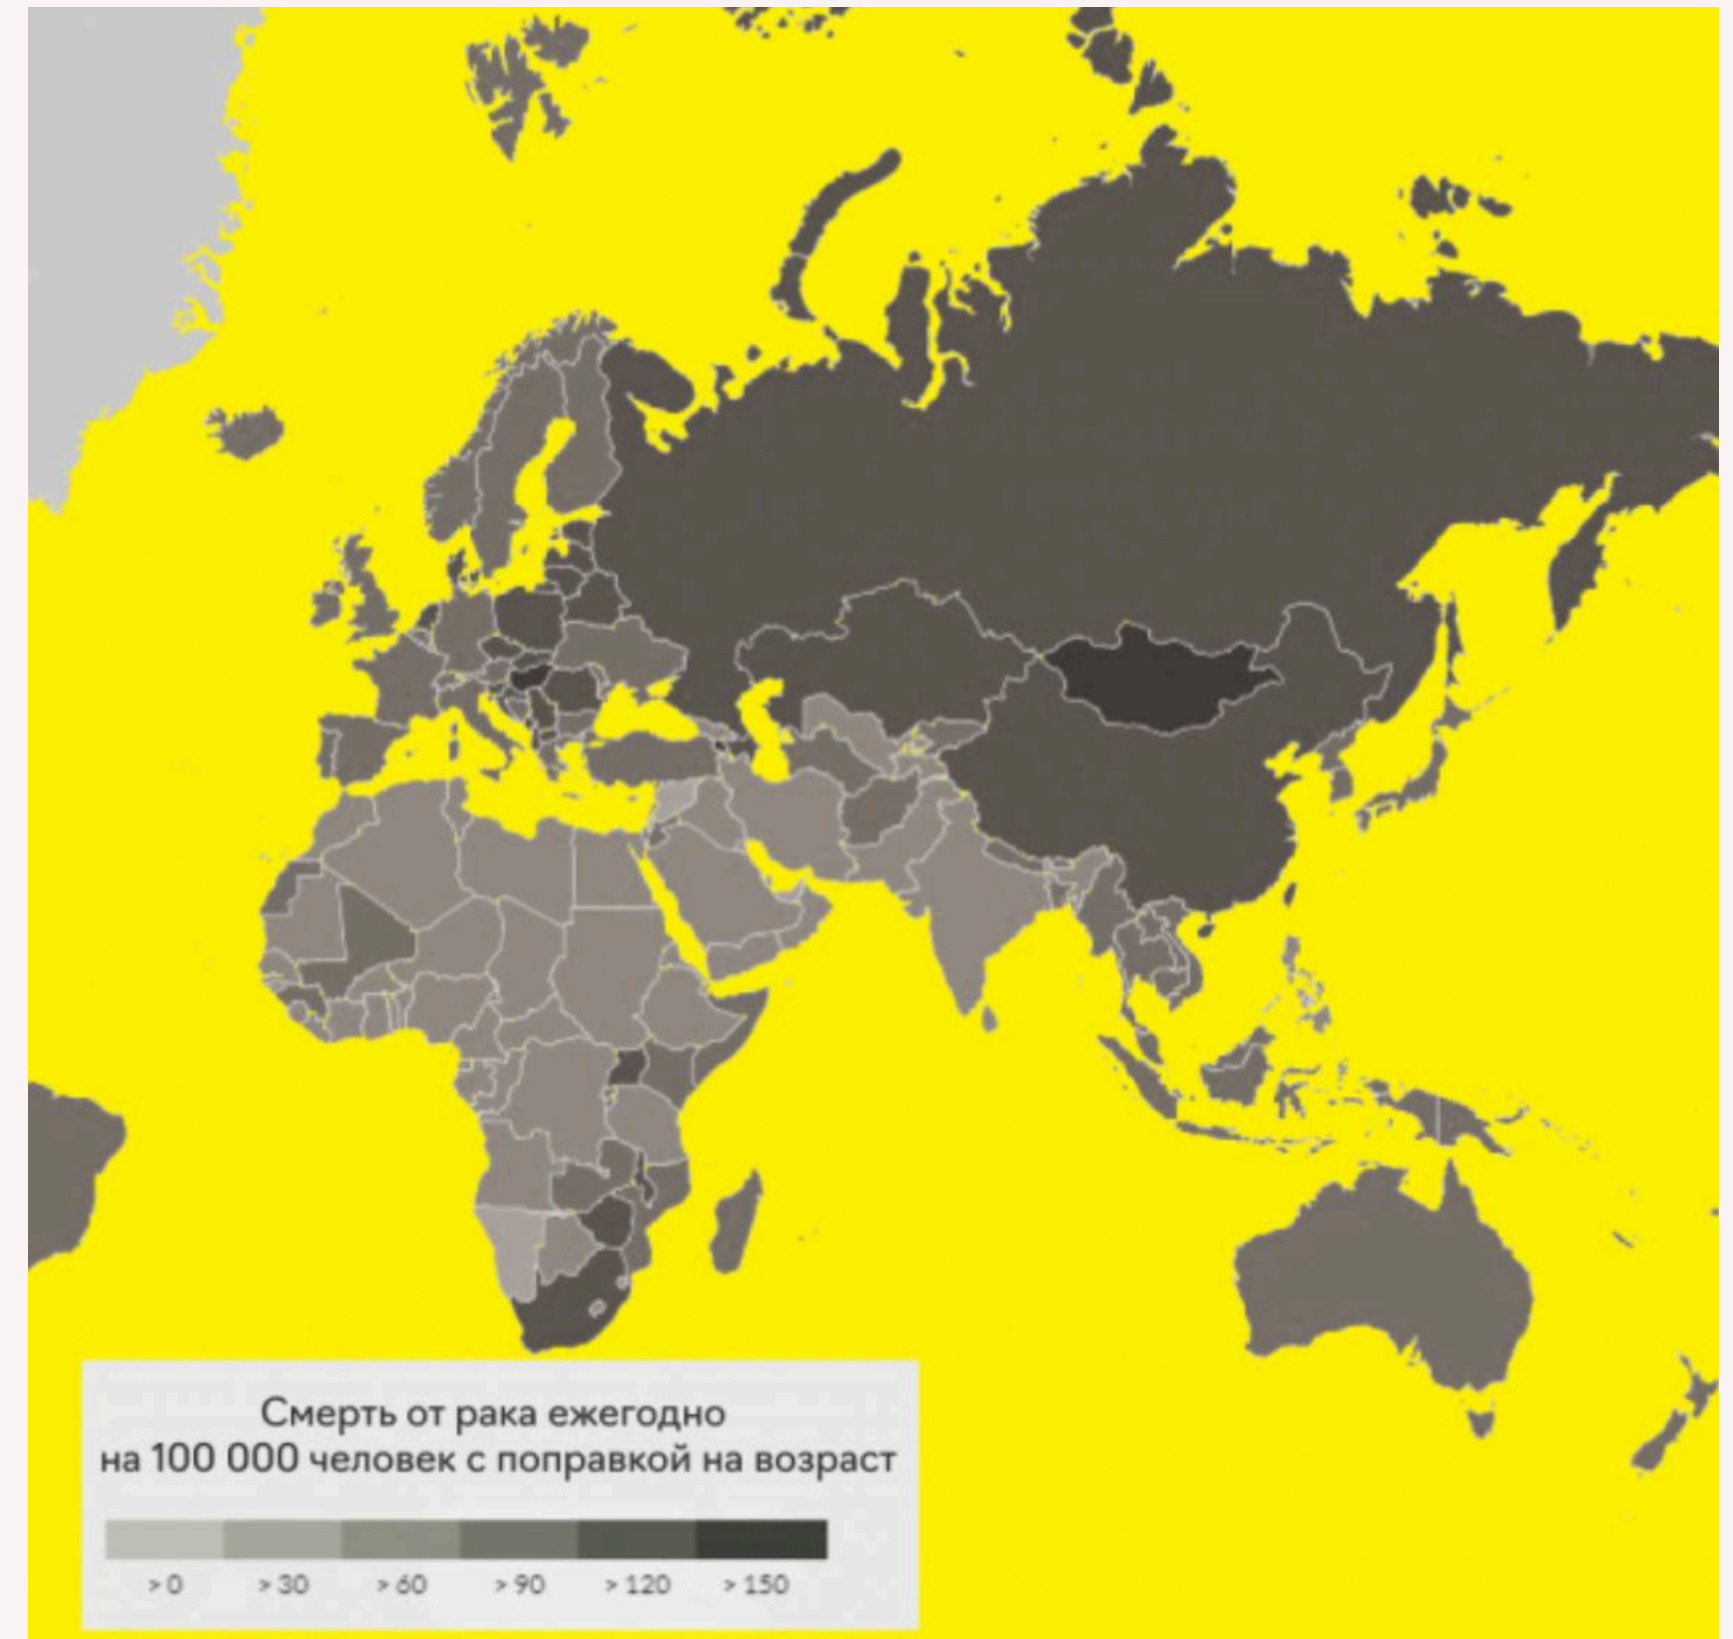 Смерть от рака ежегодно
на 100 000 человек с поправкой на возраст
> 0 > 30 > 60 > 90 > 120 > 150